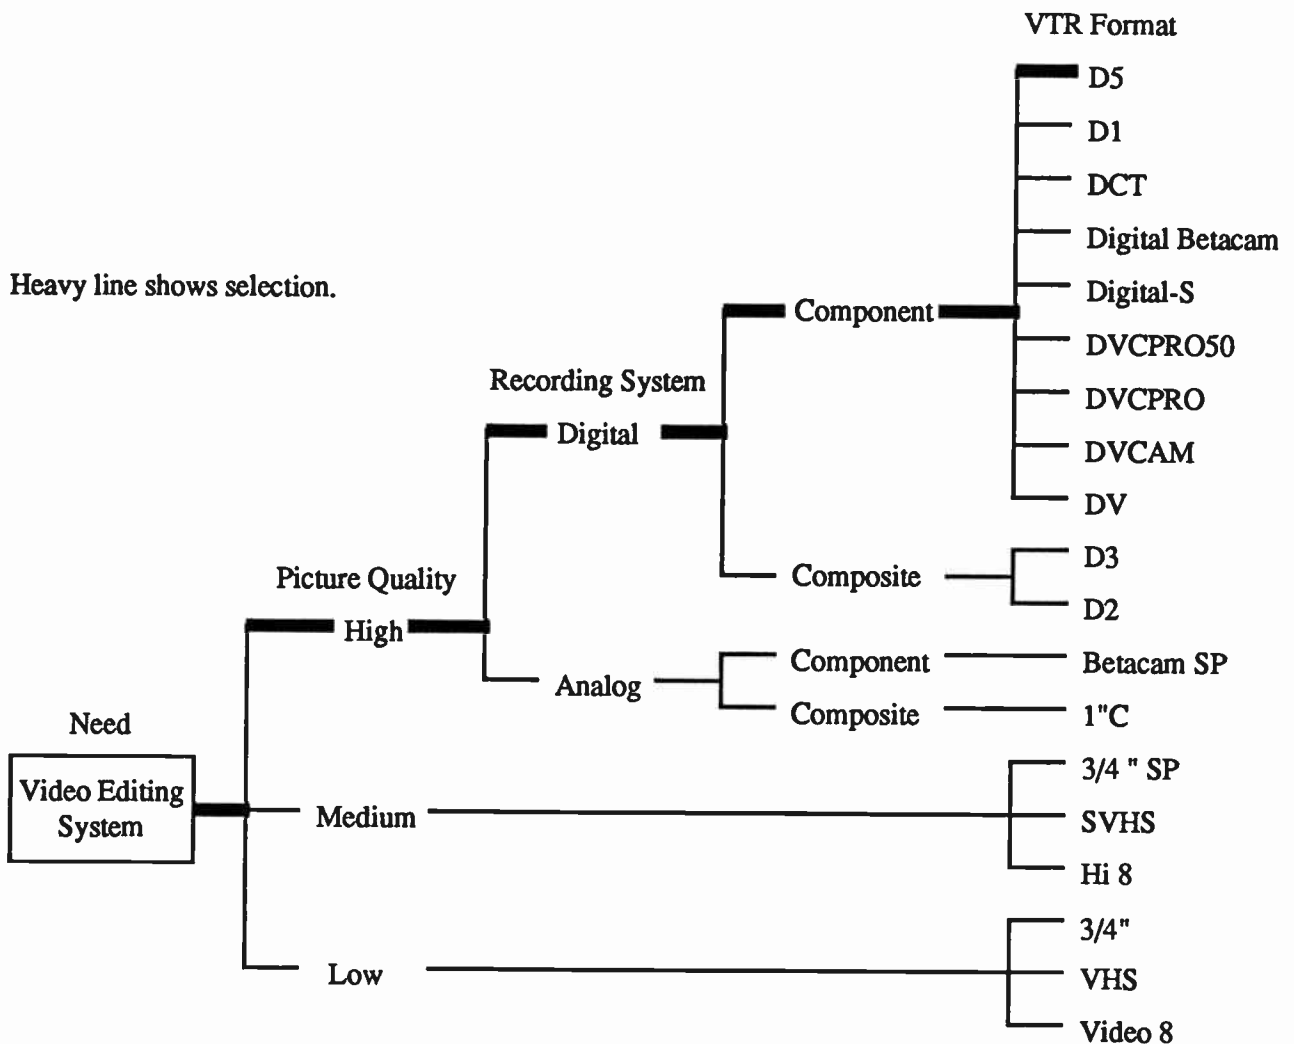 VTR Format
D5
D1
DCT
Digital Betacam
Heavy line shows selection.
Digital-S
Component
DVCPRO50
Recording System
DVCPRO
Digital
DVCAM
DV
D3
Picture Quality
Composite
D2
High
Component
Betacam SP
Analog
Composite
1"C
Need
3/4 " SP
Video Editing
System
Medium
SVHS
Hi 8
3/4"
Low
VHS
Video 8